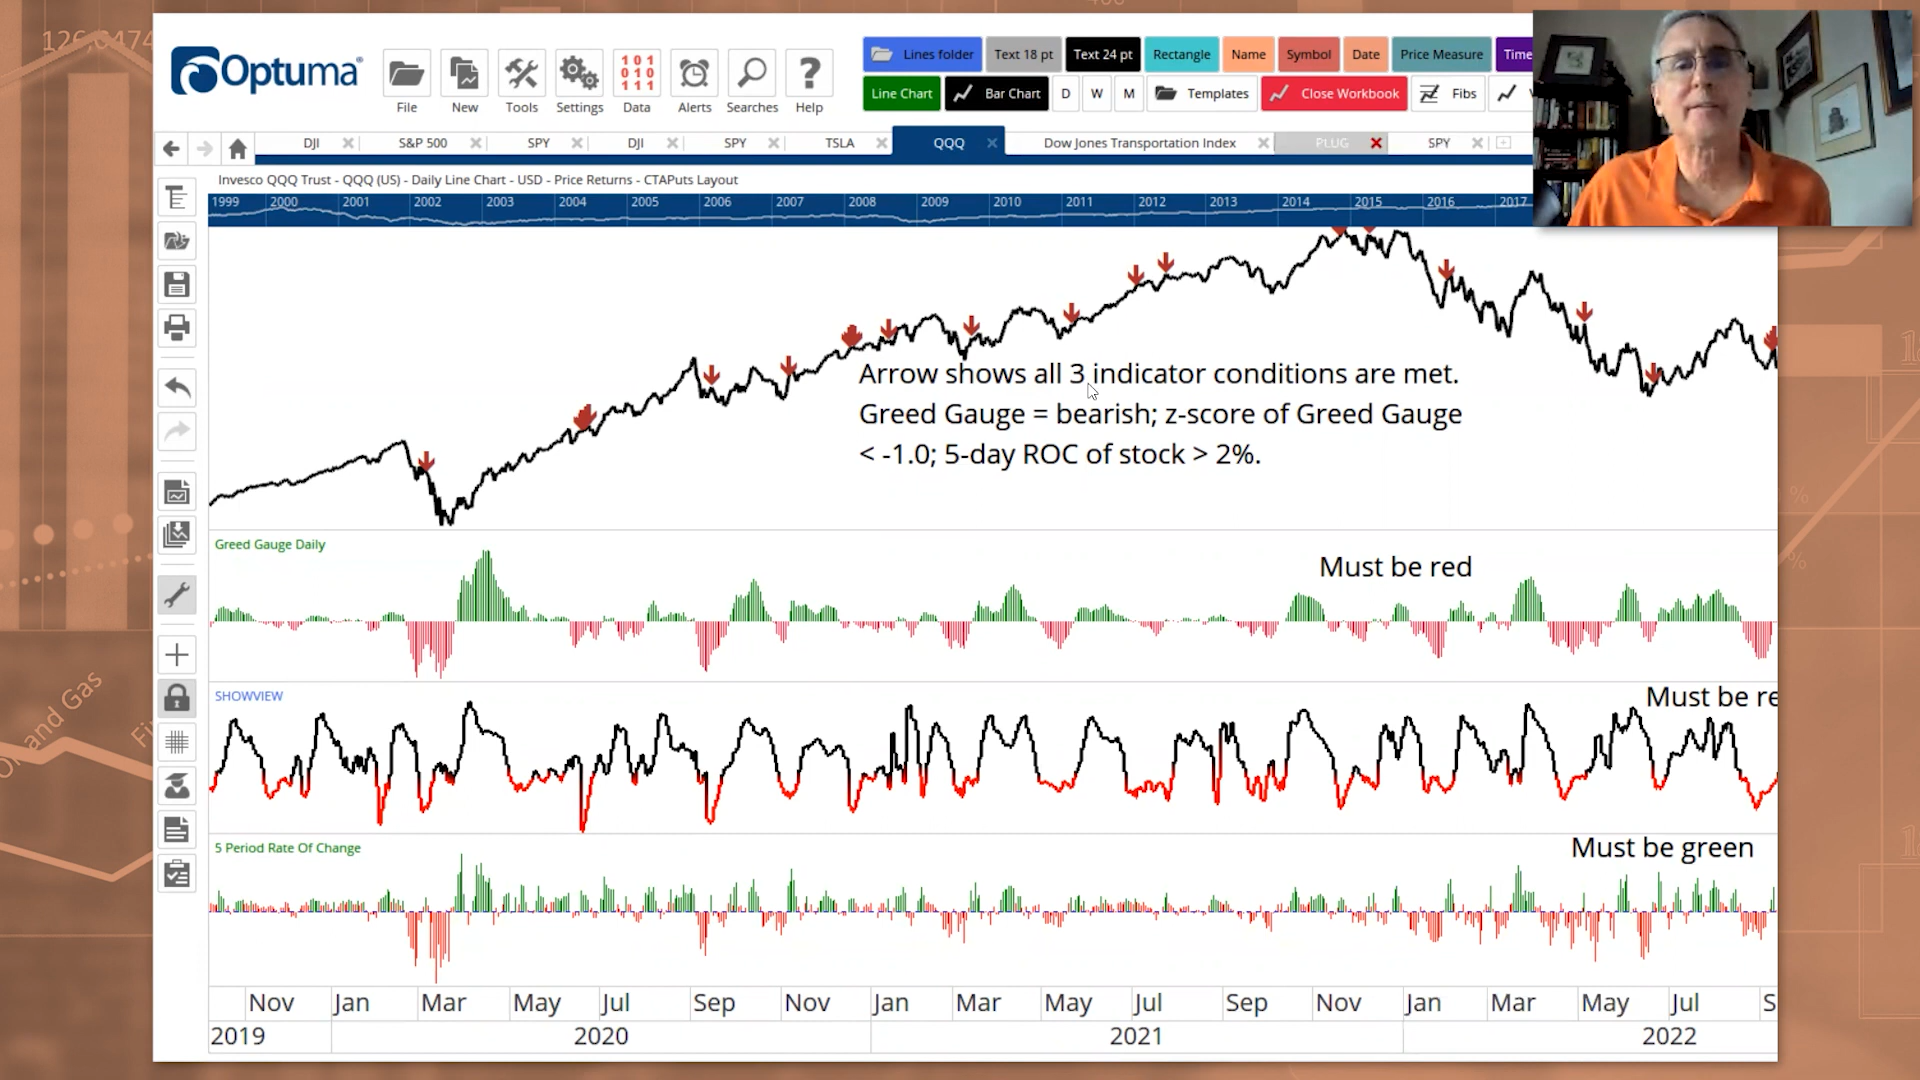 126,0474
400
Optuma
File
New
Tools
Settings
Data
Alerts
Searches
Help
Lines folder
Text 18 pt
Text 24 pt
Rectangle
Name
Symbol
Date
Price Measure
Time
Line Chart
Bar Chart
D
W
M
Templates
Close Workbook
Fibs
DJI
S&P 500
SPY
DJI
SPY
TSLA
QQQ
Dow Jones Transportation Index
PLUG
SPY
Invesco QQQ Trust - QQQ (US) - Daily Line Chart - USD - Price Returns - CTAPuts Layout
1999 2000 2001 2002 2003 2004 2005 2006 2007 2008 2009 2010 2011 2012 2013 2014 2015 2016 2017
Arrow shows all 3 indicator conditions are met.
Greed Gauge = bearish; z-score of Greed Gauge
< -1.0; 5-day ROC of stock > 2%.
Greed Gauge Daily
Must be red
SHOWVIEW
Must be re
5 Period Rate Of Change
Must be green
Nov Jan Mar May Jul Sep Nov Jan Mar May Jul Sep Nov Jan Mar May Jul S
2019 2020 2021 2022
and Gas